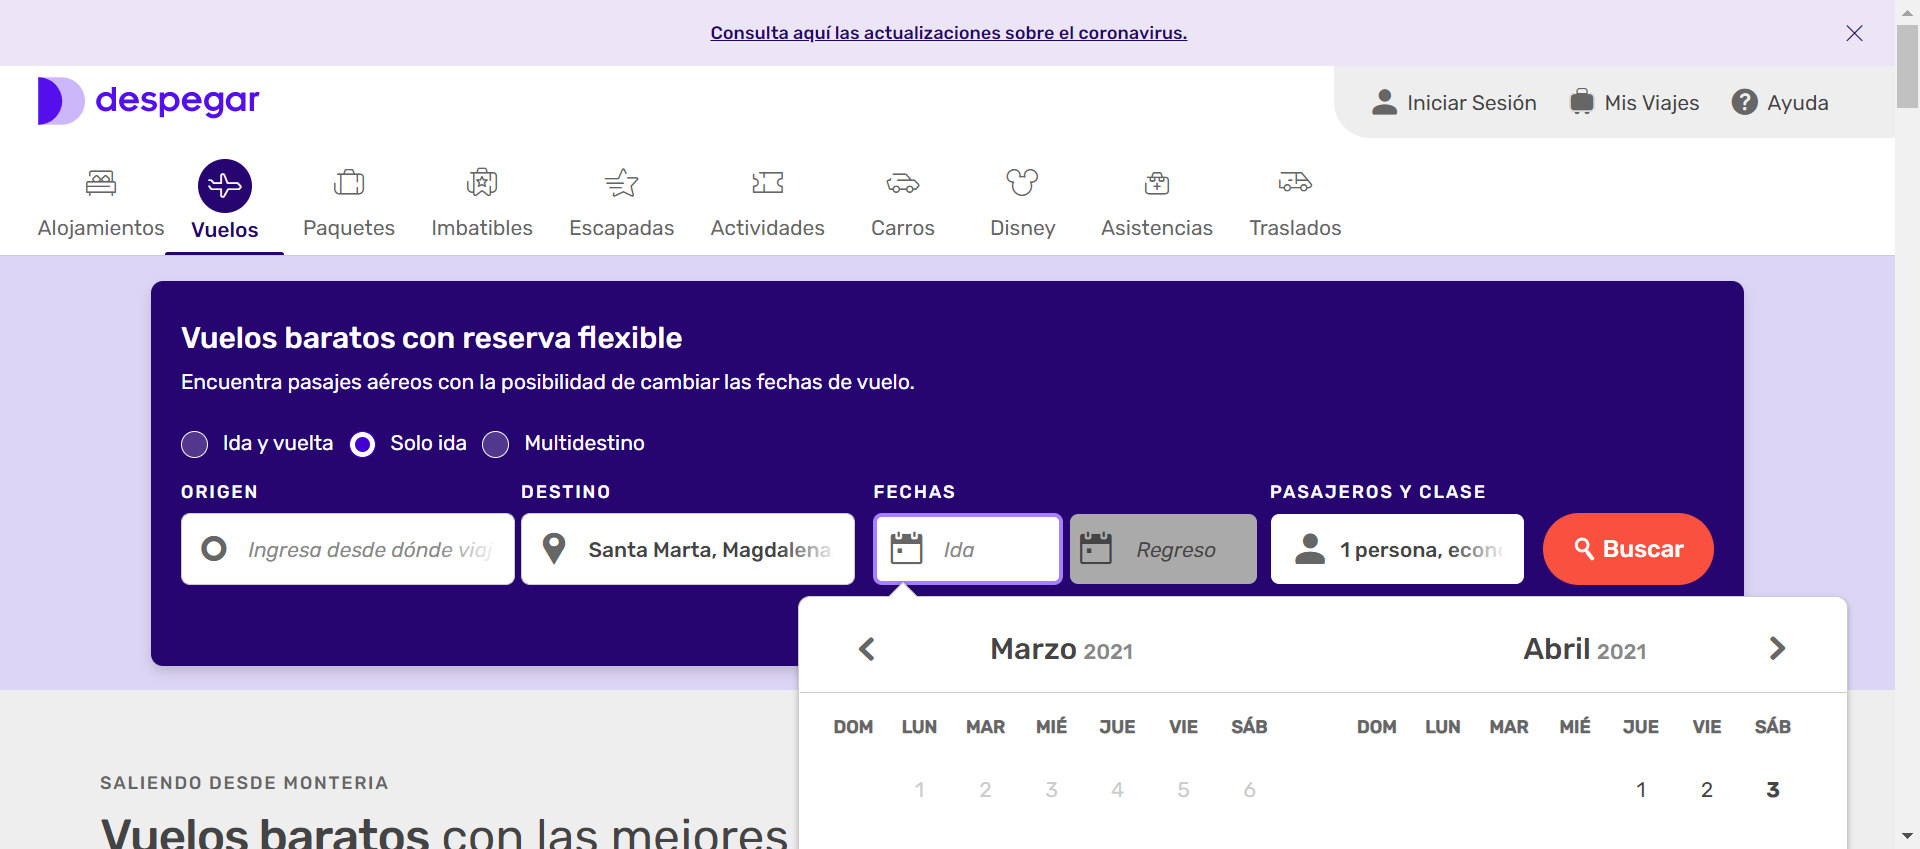 Consulta aquí las actualizaciones sobre el coronavirus.
despegar
Iniciar Sesión
Mis Viajes
? Ayuda
Alojamientos
Vuelos
Paquetes
Imbatibles
Escapadas
Actividades
Carros
Disney
Asistencias
Traslados
Vuelos baratos con reserva flexible
Encuentra pasajes aéreos con la posibilidad de cambiar las fechas de vuelo.
Ida y vuelta
Solo ida
Multidestino
ORIGEN
DESTINO
FECHAS
PASAJEROS Y CLASE
Ingresa desde dónde viaj
Santa Marta, Magdalena
Ida
Regreso
1 persona, econ
Buscar
Marzo 2021
Abril 2021
DOM LUN MAR MIÉ JUE VIE SÁB
DOM LUN MAR MIÉ JUE VIE SÁB
1 2 3 4 5 6
1 2 3
SALIENDO DESDE MONTERIA
Vuelos baratos con las mejores